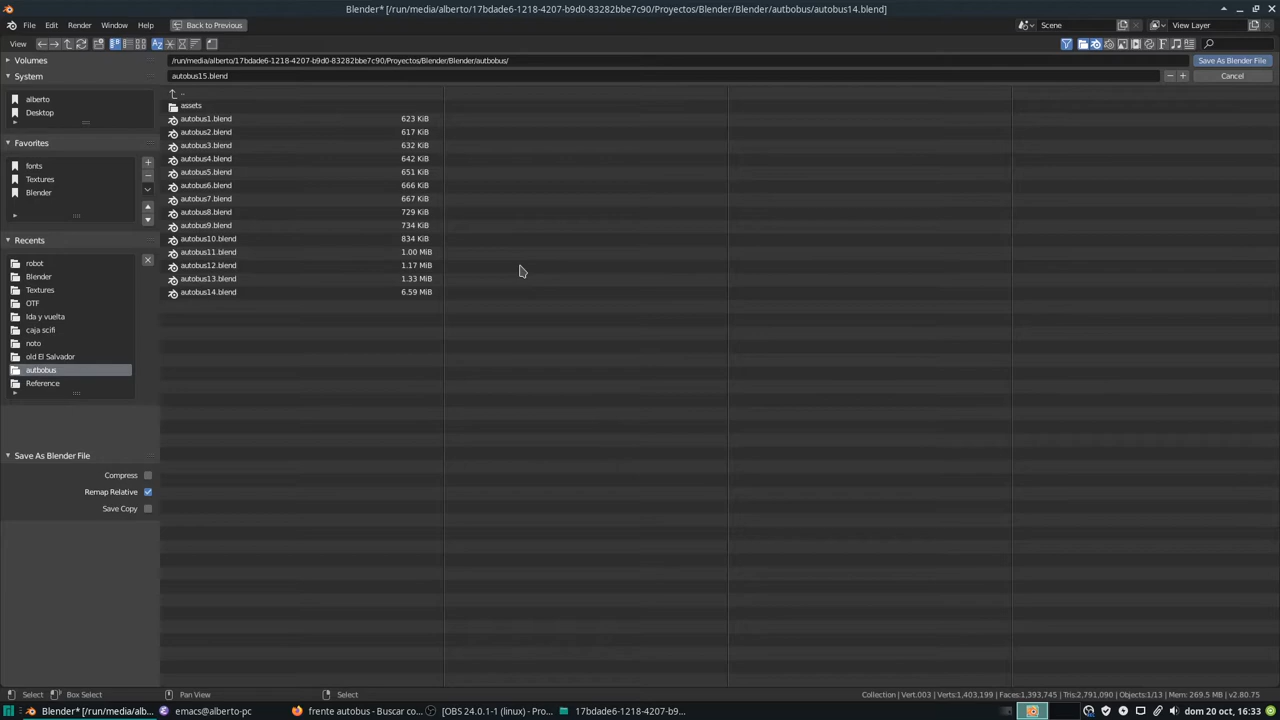 Blender* [/run/media/alberto/17bdade6-1218-4207-b9d0-83282bbe7c90/Proyectos/Blender/Blender/autbobus/autobus14.blend]
File Edit Render Window Help Back to Previous Scene View Layer
View
Volumes
/run/media/alberto/17bdade6-1218-4207-b9d0-83282bbe7c90/Proyectos/Blender/Blender/autbobus/
Save As Blender File
System
autobus15.blend
Cancel
alberto
Desktop
Favorites
fonts
Textures
Blender
Recents
robot
Blender
Textures
OTF
Ida y vuelta
caja scifi
noto
old El Salvador
autbobus
Reference
Save As Blender File
Compress
Remap Relative
Save Copy
..
assets
autobus1.blend 623 KiB
autobus2.blend 617 KiB
autobus3.blend 632 KiB
autobus4.blend 642 KiB
autobus5.blend 651 KiB
autobus6.blend 666 KiB
autobus7.blend 667 KiB
autobus8.blend 729 KiB
autobus9.blend 734 KiB
autobus10.blend 834 KiB
autobus11.blend 1.00 MiB
autobus12.blend 1.17 MiB
autobus13.blend 1.33 MiB
autobus14.blend 6.59 MiB
Select Box Select Pan View Select
Collection | Vert.003 | Verts:1,403,199 | Faces:1,393,745 | Tris:2,791,090 | Objects:1/13 | Mem: 269.5 MB | v2.80.75
Blender* [/run/media/alb... emacs@alberto-pc frente autobus - Buscar co... [OBS 24.0.1-1 (linux) - Pro... 17bdade6-1218-4207-b9... dom 20 oct, 16:33